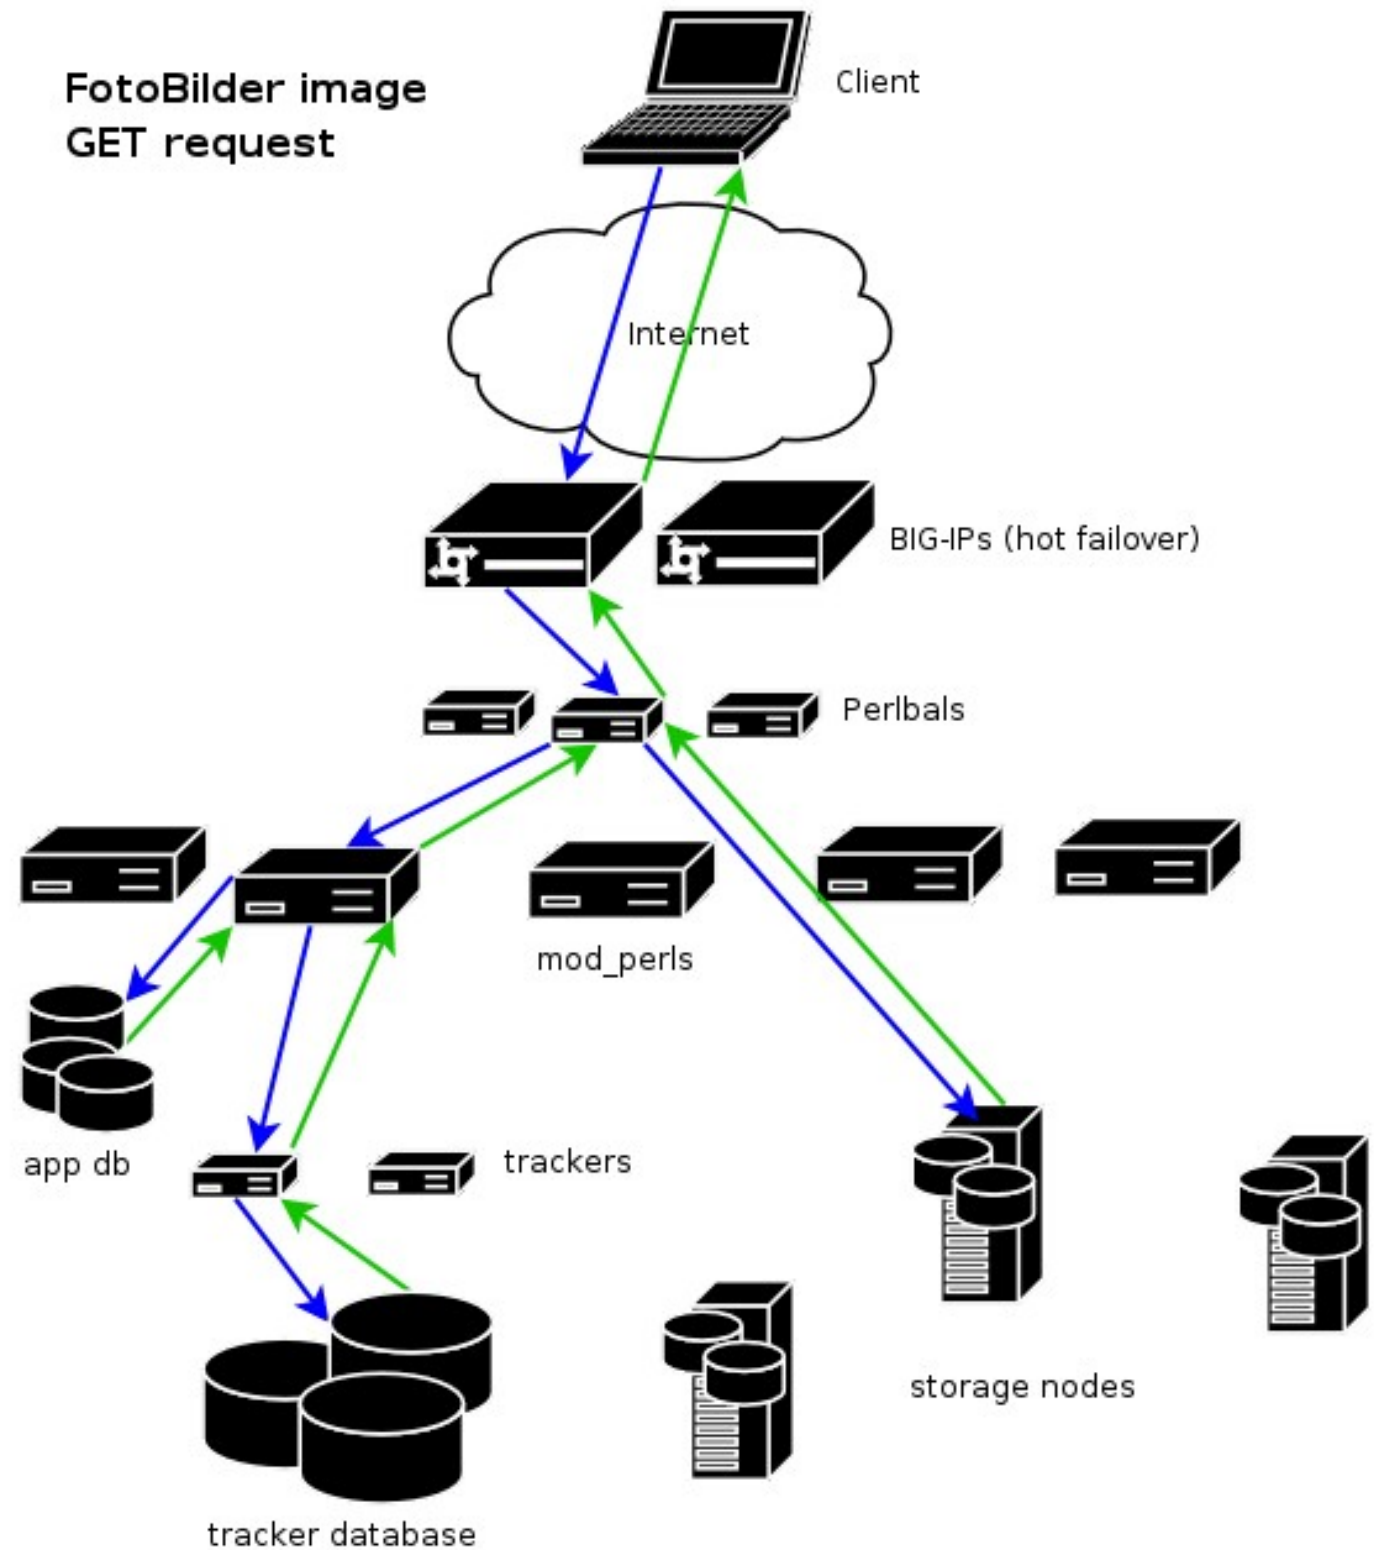 FotoBilder image
GET request
Client
Internet
BIG-IPs (hot failover)
Perlbals
mod_perls
app db
trackers
storage nodes
tracker database